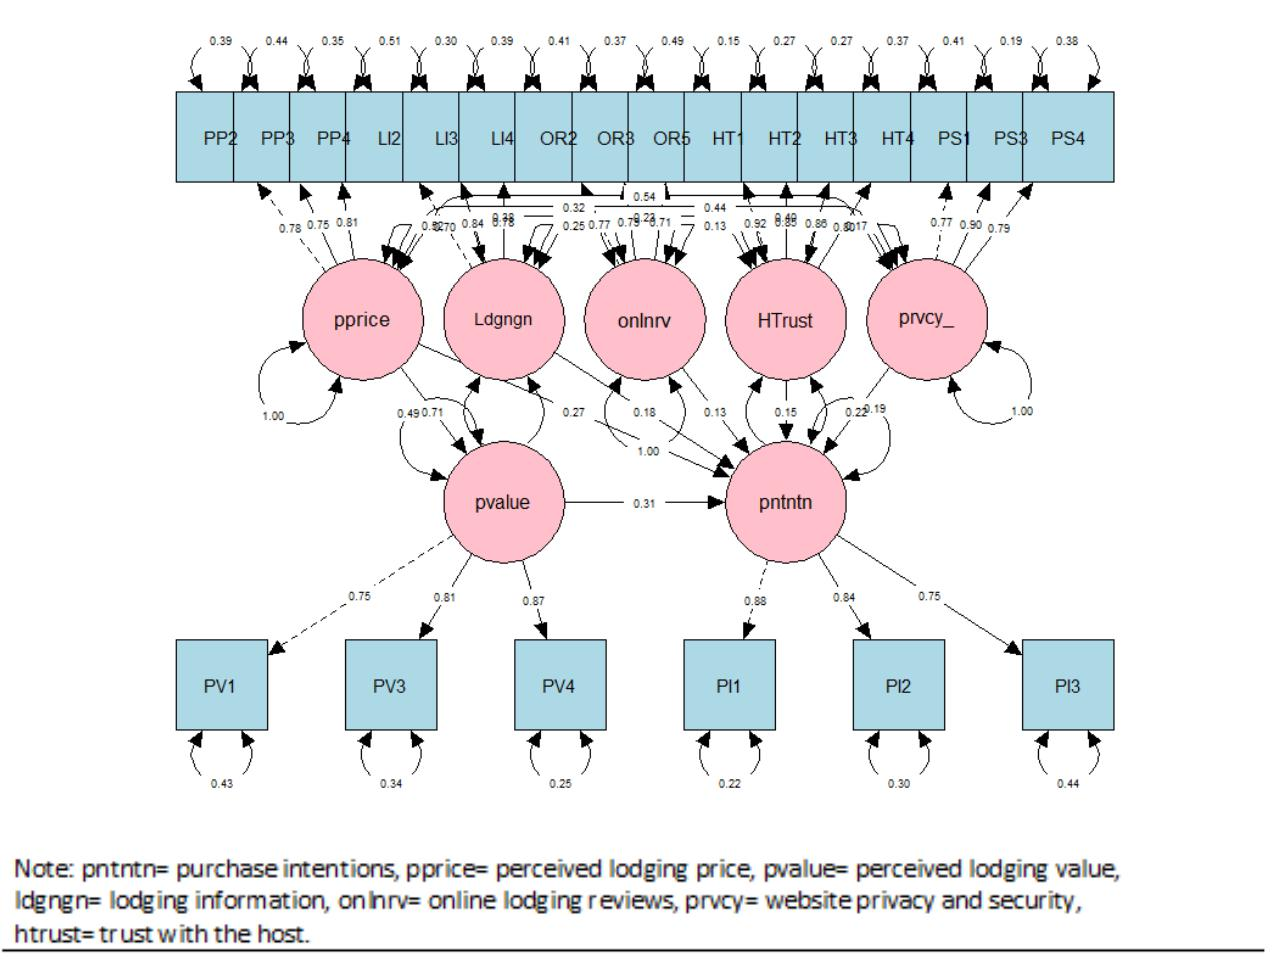 0.39 0.44 0.35 0.51 0.30 0.39 0.41 0.37 0.49 0.15 0.27 0.27 0.37 0.41 0.19 0.38
PP2 PP3 PP4 LI2 LI3 LI4 OR2 OR3 OR5 HT1 HT2 HT3 HT4 PS1 PS3 PS4
0.54
0.32 0.44
0.78 0.75 0.81 0.70 0.84 0.78 0.25 0.77 0.71 0.13 0.92 0.86 0.77 0.90 0.79
pprice Ldgngn onlnrv HTrust prvcy_
1.00 0.49 0.71 0.27 0.18 0.13 0.15 0.22 0.19 1.00
1.00
pvalue 0.31 pntntn
0.75 0.81 0.87 0.88 0.84 0.75
PV1 PV3 PV4 PI1 PI2 PI3
0.43 0.34 0.25 0.22 0.30 0.44
Note: pntntn= purchase intentions, pprice= perceived lodging price, pvalue= perceived lodging value,
ldgngn= lodging information, onlnrv= online lodging reviews, prvcy= website privacy and security,
htrust= trust with the host.